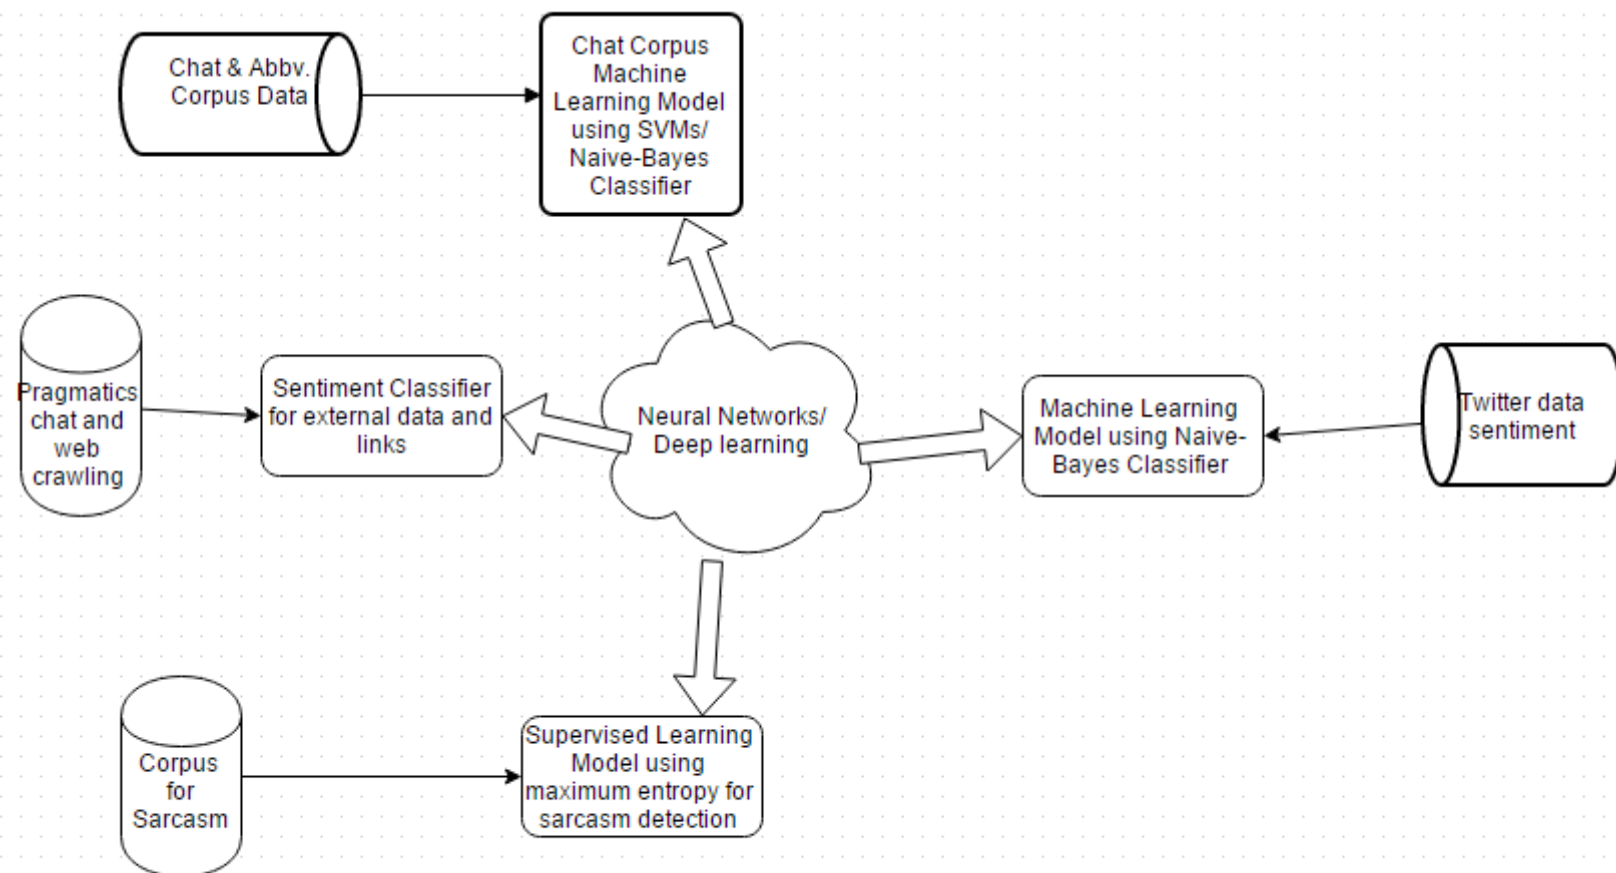 Chat & Abbv.
Corpus Data
Chat Corpus
Machine
Learning Model
using SVMs/
Naive-Bayes
Classifier
Pragmatics
chat and
web
crawling
Sentiment Classifier
for external data and
links
Neural Networks/
Deep learning
Machine Learning
Model using Naive-
Bayes Classifier
Twitter data
sentiment
Corpus
for
Sarcasm
Supervised Learning
Model using
maximum entropy for
sarcasm detection